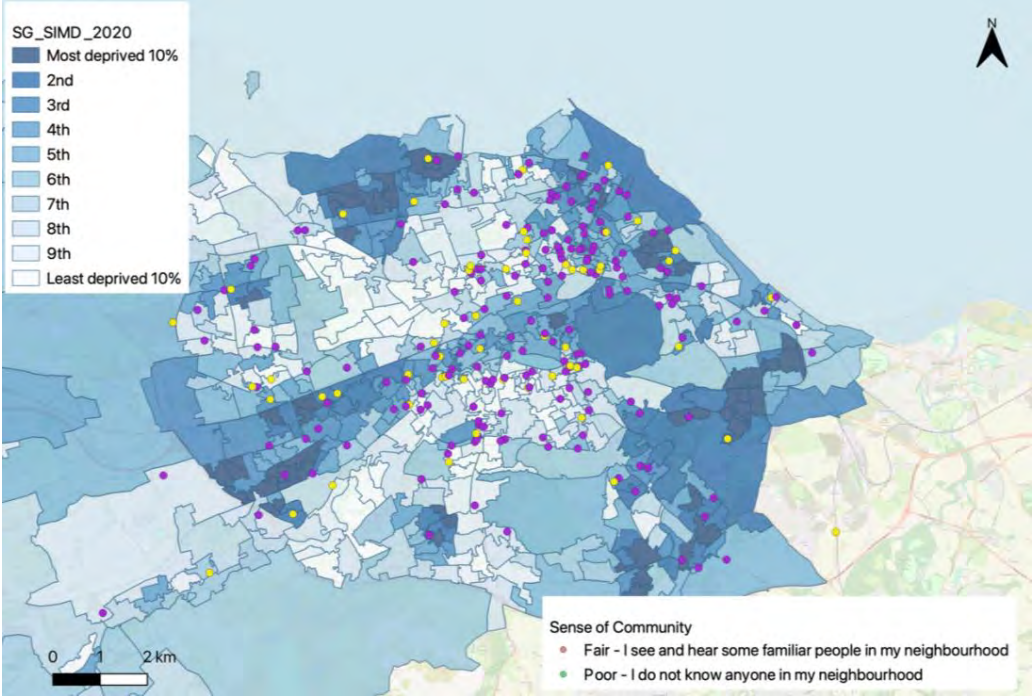 SG_SIMD_2020
Most deprived 10%
2nd
3rd
4th
5th
6th
7th
8th
9th
Least deprived 10%
N
0 1 2 km
Sense of Community
Fair - I see and hear some familiar people in my neighbourhood
Poor - I do not know anyone in my neighbourhood